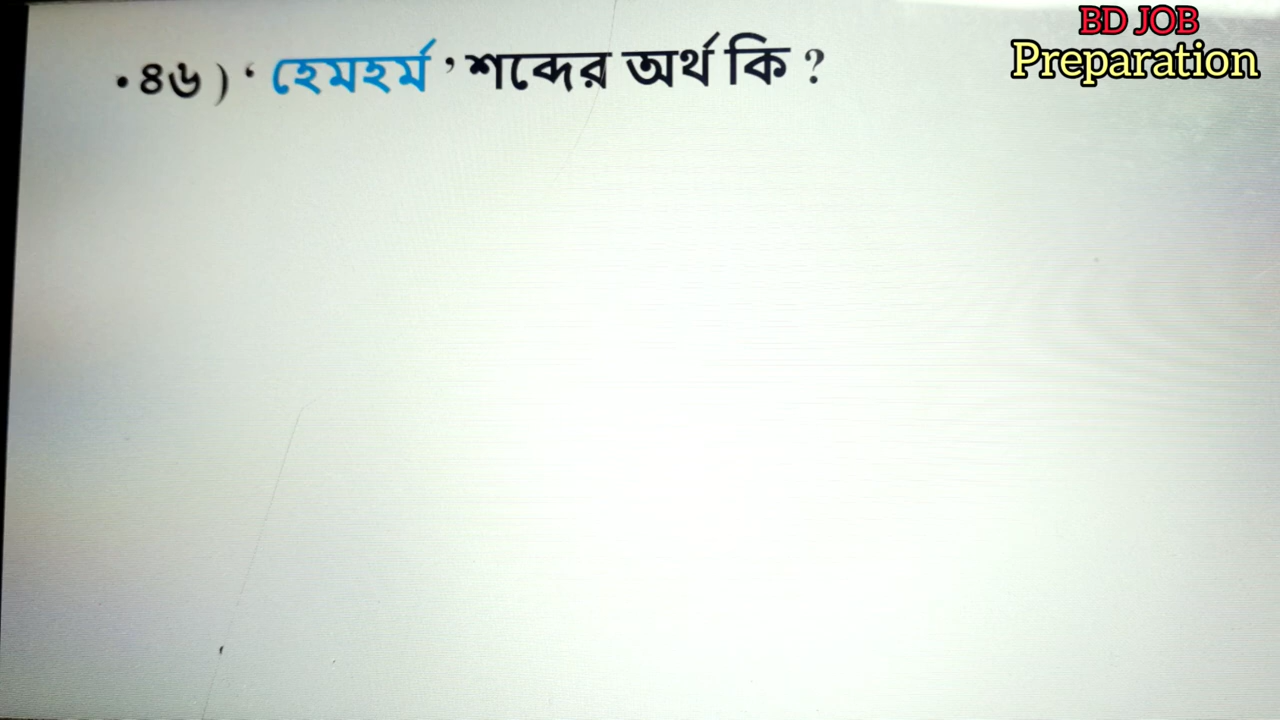 •৪৬ ) ‘ হেমহর্ম ’ শব্দের অর্থ কি ?
BD JOB
Preparation